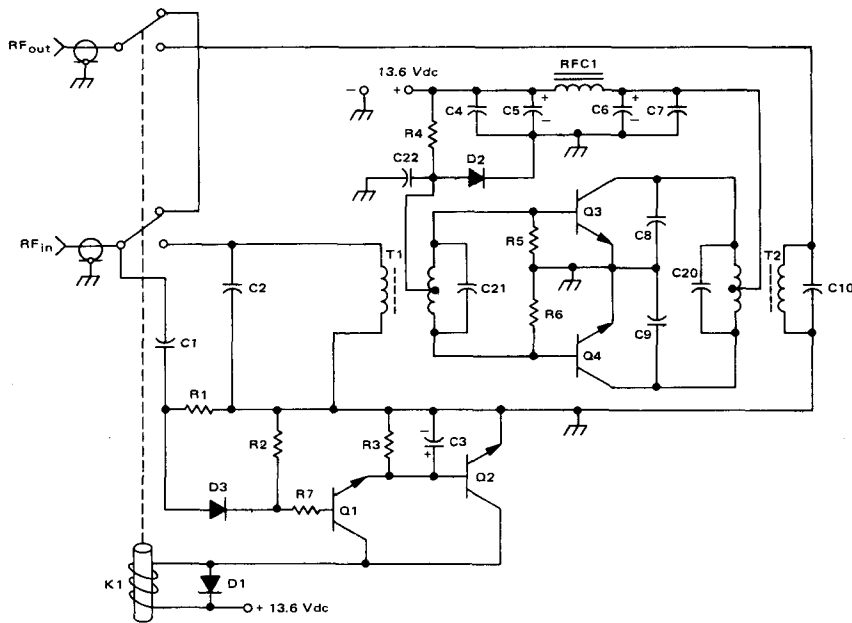 RFout
13.6 Vdc
RFC1
- +
C4
C5 +
-
C6 +
-
C7
R4
C22
D2
Q3
RFin
T1
R5
C8
T2
C2
C21
C20
C10
R6
C9
C1
Q4
R1
R2
R3
-
C3
+
Q2
D3
R7
Q1
K1
D1
+ 13.6 Vdc